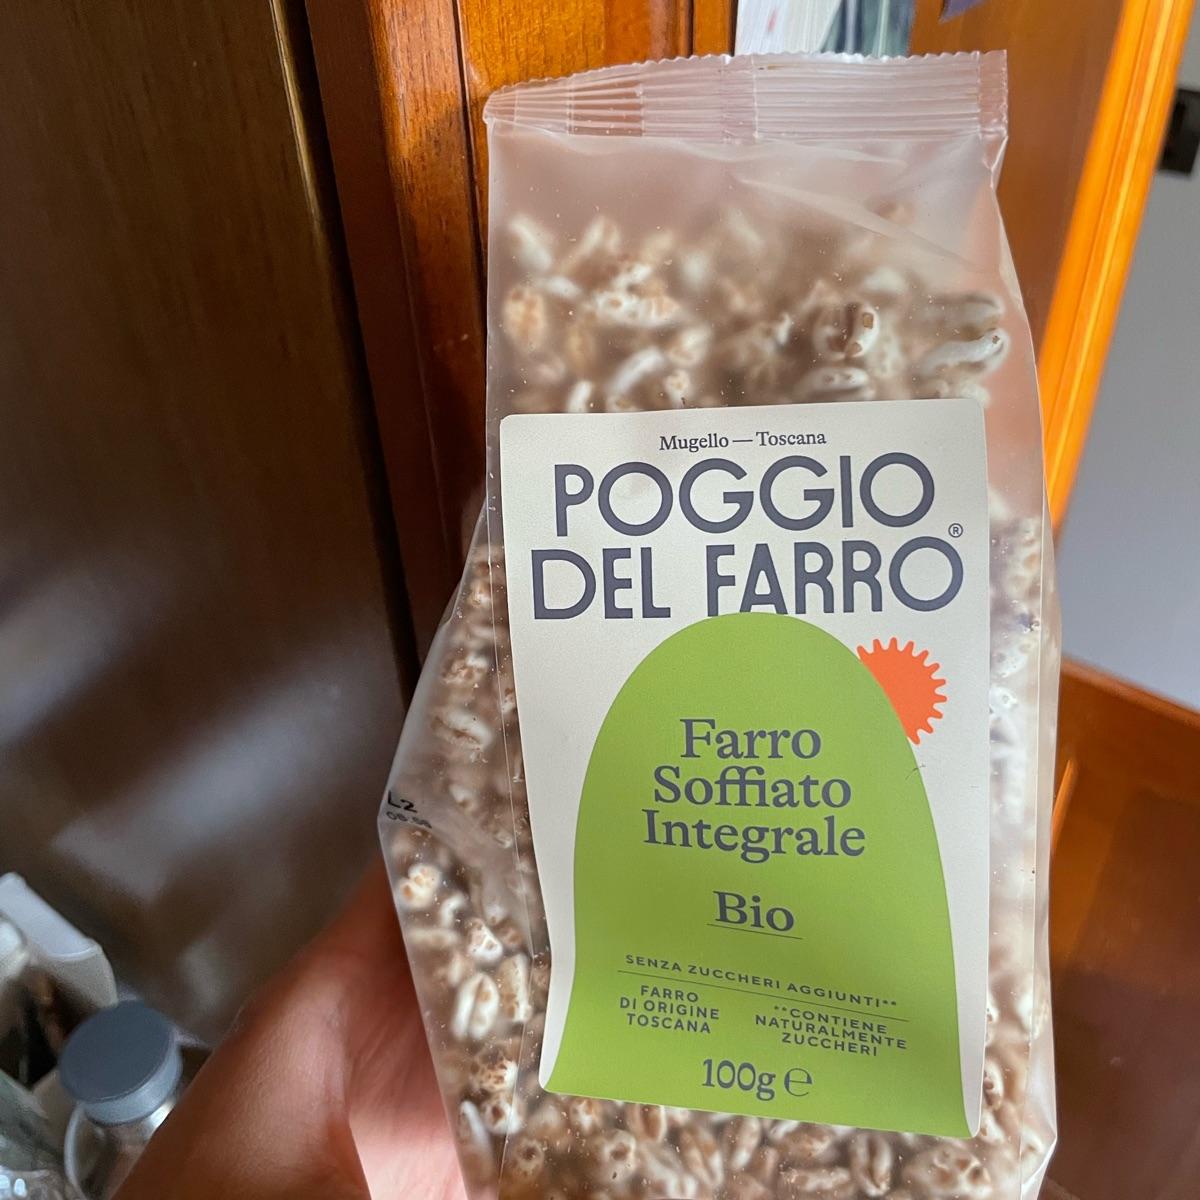 Mugello — Toscana
POGGIO
DEL FARRO®
Farro
Soffiato
Integrale
Bio
SENZA ZUCCHERI AGGIUNTI**
FARRO
DI ORIGINE
TOSCANA
**CONTIENE
NATURALMENTE
ZUCCHERI
100g ℮
L2